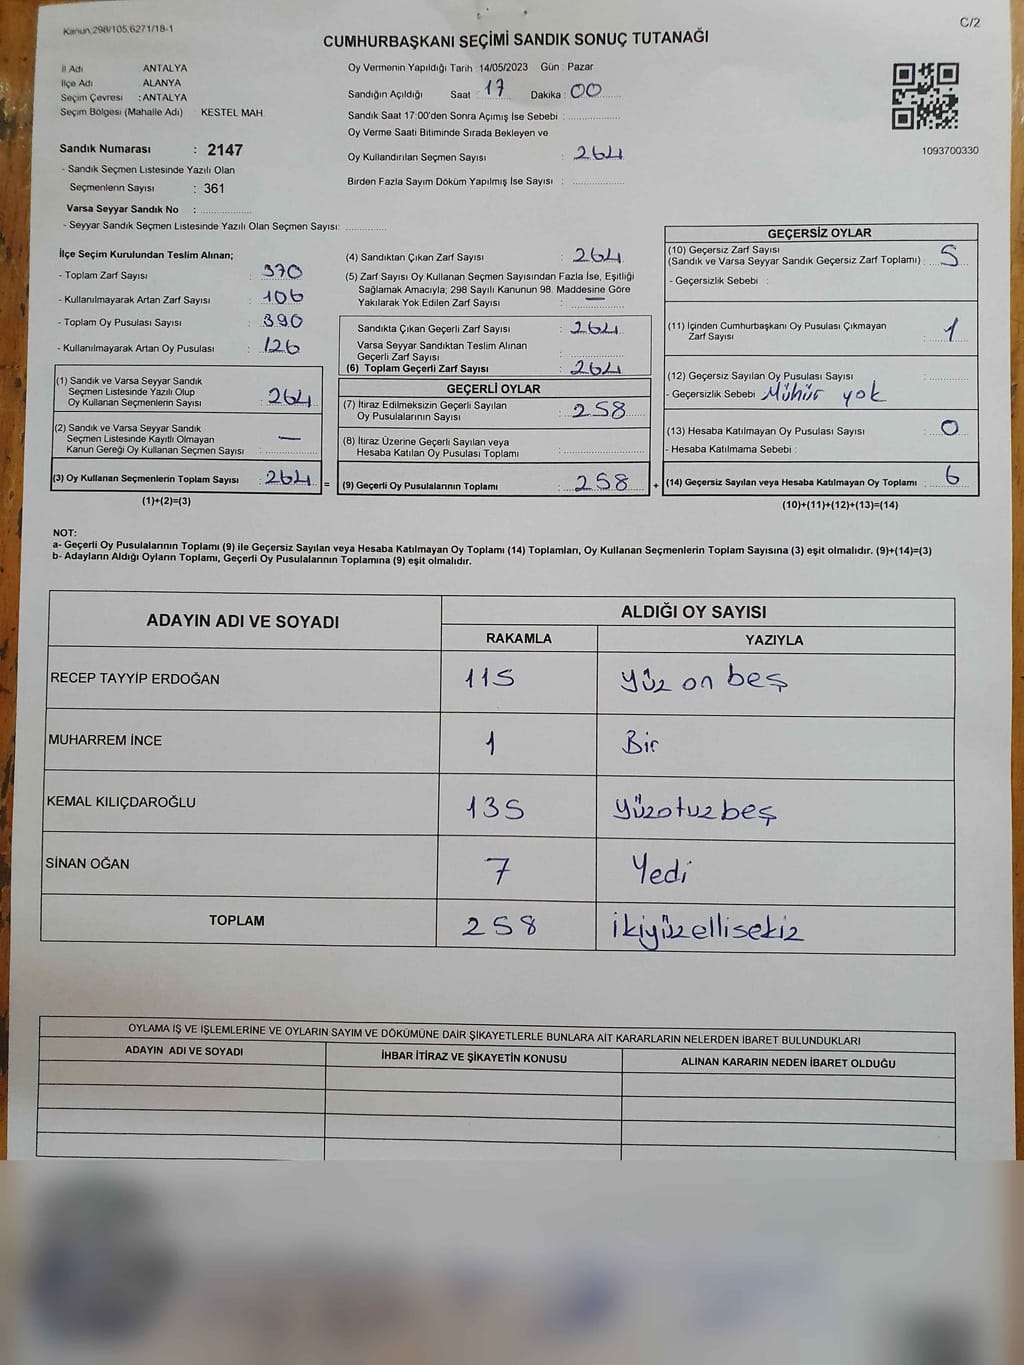 Kanun.298/105,6271/18-1
C/2
CUMHURBAŞKANI SEÇİMİ SANDIK SONUÇ TUTANAĞI
İl Adı ANTALYA
İlçe Adı ALANYA
Seçim Çevresi : ANTALYA
Seçim Bölgesi (Mahalle Adı) KESTEL MAH
Sandık Numarası : 2147
- Sandık Seçmen Listesinde Yazılı Olan
Seçmenlerin Sayısı : 361
Varsa Seyyar Sandık No :
- Seyyar Sandık Seçmen Listesinde Yazılı Olan Seçmen Sayısı:
Oy Vermenin Yapıldığı Tarih 14/05/2023 Gün : Pazar
Sandığın Açıldığı Saat : 17 Dakika : 00
Sandık Saat 17:00'den Sonra Açımış İse Sebebi :
Oy Verme Saati Bitiminde Sırada Bekleyen ve
Oy Kullandırılan Seçmen Sayısı : 264
Birden Fazla Sayım Döküm Yapılmış İse Sayısı :
1093700330
İlçe Seçim Kurulundan Teslim Alınan;
- Toplam Zarf Sayısı : 370
- Kullanılmayarak Artan Zarf Sayısı : 106
- Toplam Oy Pusulası Sayısı : 390
- Kullanılmayarak Artan Oy Pusulası : 126
(1) Sandık ve Varsa Seyyar Sandık
Seçmen Listesinde Yazılı Olup
Oy Kullanan Seçmenlerin Sayısı : 264
(2) Sandık ve Varsa Seyyar Sandık
Seçmen Listesinde Kayıtlı Olmayan
Kanun Gereği Oy Kullanan Seçmen Sayısı : —
(3) Oy Kullanan Seçmenlerin Toplam Sayısı : 264 =
(1)+(2)=(3)
(4) Sandıktan Çıkan Zarf Sayısı : 264
(5) Zarf Sayısı Oy Kullanan Seçmen Sayısından Fazla İse, Eşitliği
Sağlamak Amacıyla; 298 Sayılı Kanunun 98. Maddesine Göre
Yakılarak Yok Edilen Zarf Sayısı : —
Sandıkta Çıkan Geçerli Zarf Sayısı : 264
Varsa Seyyar Sandıktan Teslim Alınan
Geçerli Zarf Sayısı :
(6) Toplam Geçerli Zarf Sayısı : 264
GEÇERLİ OYLAR
(7) İtiraz Edilmeksizin Geçerli Sayılan
Oy Pusulalarının Sayısı : 258
(8) İtiraz Üzerine Geçerli Sayılan veya
Hesaba Katılan Oy Pusulası Toplamı :
(9) Geçerli Oy Pusulalarının Toplamı : 258 +
GEÇERSİZ OYLAR
(10) Geçersiz Zarf Sayısı
(Sandık ve Varsa Seyyar Sandık Geçersiz Zarf Toplamı) : 5
- Geçersizlik Sebebi :
(11) İçinden Cumhurbaşkanı Oy Pusulası Çıkmayan
Zarf Sayısı : 1
(12) Geçersiz Sayılan Oy Pusulası Sayısı :
- Geçersizlik Sebebi Mühür yok
(13) Hesaba Katılmayan Oy Pusulası Sayısı : 0
- Hesaba Katılmama Sebebi :
(14) Geçersiz Sayılan veya Hesaba Katılmayan Oy Toplamı : 6
(10)+(11)+(12)+(13)=(14)
NOT:
a- Geçerli Oy Pusulalarının Toplamı (9) ile Geçersiz Sayılan veya Hesaba Katılmayan Oy Toplamı (14) Toplamları, Oy Kullanan Seçmenlerin Toplam Sayısına (3) eşit olmalıdır. (9)+(14)=(3)
b- Adayların Aldığı Oyların Toplamı, Geçerli Oy Pusulalarının Toplamına (9) eşit olmalıdır.
ADAYIN ADI VE SOYADI ALDIĞI OY SAYISI
RAKAMLA YAZIYLA
RECEP TAYYİP ERDOĞAN 115 Yüz on beş
MUHARREM İNCE 1 Bir
KEMAL KILIÇDAROĞLU 135 Yüzotuzbeş
SİNAN OĞAN 7 Yedi
TOPLAM 258 İkiyüzellisekiz
OYLAMA İŞ VE İŞLEMLERİNE VE OYLARIN SAYIM VE DÖKÜMÜNE DAİR ŞİKAYETLERLE BUNLARA AİT KARARLARIN NELERDEN İBARET BULUNDUKLARI
ADAYIN ADI VE SOYADI İHBAR İTİRAZ VE ŞİKAYETİN KONUSU ALINAN KARARIN NEDEN İBARET OLDUĞU